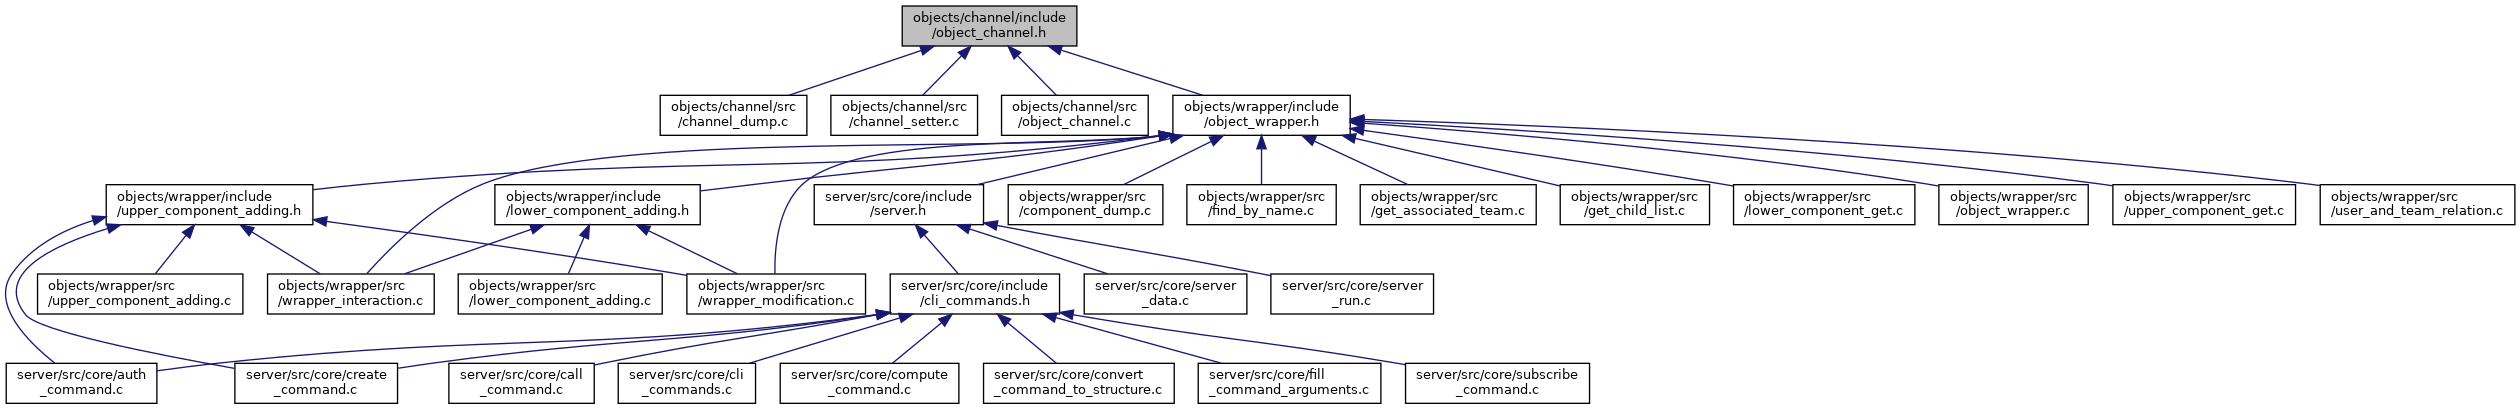 objects/channel/include
/object_channel.h
objects/channel/src
/channel_dump.c
objects/channel/src
/channel_setter.c
objects/channel/src
/object_channel.c
objects/wrapper/include
/object_wrapper.h
objects/wrapper/include
/upper_component_adding.h
objects/wrapper/include
/lower_component_adding.h
server/src/core/include
/server.h
objects/wrapper/src
/component_dump.c
objects/wrapper/src
/find_by_name.c
objects/wrapper/src
/get_associated_team.c
objects/wrapper/src
/get_child_list.c
objects/wrapper/src
/lower_component_get.c
objects/wrapper/src
/object_wrapper.c
objects/wrapper/src
/upper_component_get.c
objects/wrapper/src
/user_and_team_relation.c
objects/wrapper/src
/upper_component_adding.c
objects/wrapper/src
/wrapper_interaction.c
objects/wrapper/src
/lower_component_adding.c
objects/wrapper/src
/wrapper_modification.c
server/src/core/include
/cli_commands.h
server/src/core/server
_data.c
server/src/core/server
_run.c
server/src/core/auth
_command.c
server/src/core/create
_command.c
server/src/core/call
_command.c
server/src/core/cli
_commands.c
server/src/core/compute
_command.c
server/src/core/convert
_command_to_structure.c
server/src/core/fill
_command_arguments.c
server/src/core/subscribe
_command.c